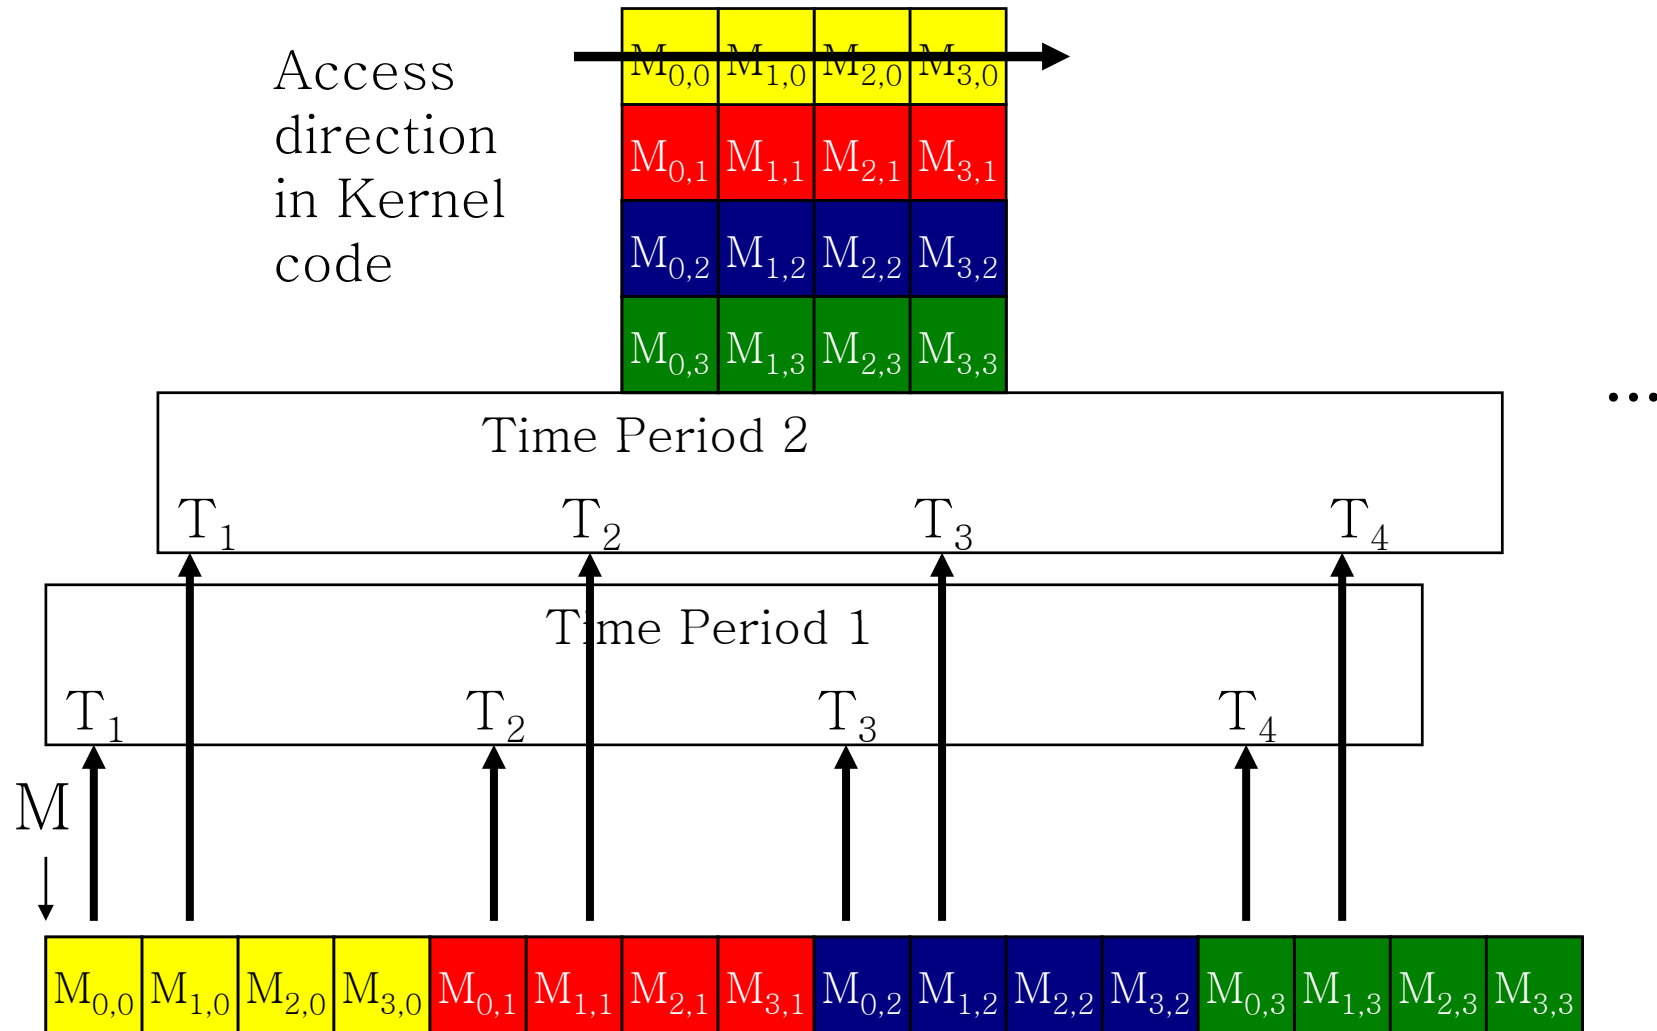 Access
direction
in Kernel
code
M0,0 M1,0 M2,0 M3,0
M0,1 M1,1 M2,1 M3,1
M0,2 M1,2 M2,2 M3,2
M0,3 M1,3 M2,3 M3,3
...
Time Period 2
T1 T2 T3 T4
Time Period 1
T1 T2 T3 T4
M
M0,0 M1,0 M2,0 M3,0 M0,1 M1,1 M2,1 M3,1 M0,2 M1,2 M2,2 M3,2 M0,3 M1,3 M2,3 M3,3